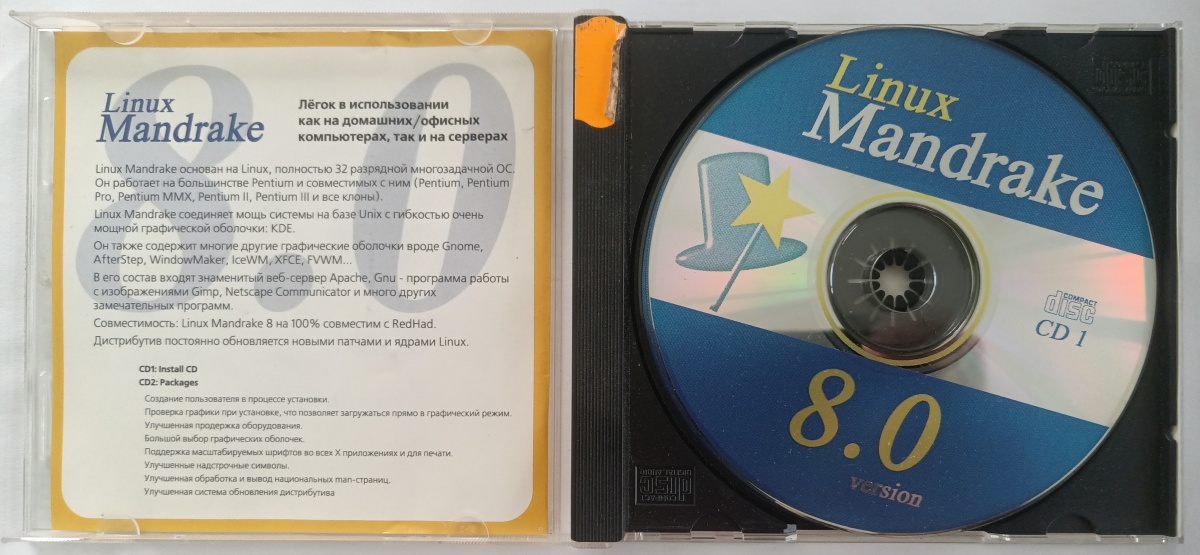 Linux
Mandrake
Лёгок в использовании
как на домашних/офисных
компьютерах, так и на серверах
8.0
Linux Mandrake основан на Linux, полностью 32 разрядной многозадачной ОС.
Он работает на большинстве Pentium и совместимых с ним (Pentium, Pentium
Pro, Pentium MMX, Pentium II, Pentium III и все клоны).
Linux Mandrake соединяет мощь системы на базе Unix с гибкостью очень
мощной графической оболочки: KDE.
Он также содержит многие другие графические оболочки вроде Gnome,
AfterStep, WindowMaker, IceWM, XFCE, FVWM...
В его состав входят знаменитый веб-сервер Apache, Gnu - программа работы
с изображениями Gimp, Netscape Communicator и много других
замечательных программ.
Совместимость: Linux Mandrake 8 на 100% совместим с RedHad.
Дистрибутив постоянно обновляется новыми патчами и ядрами Linux.
CD1: Install CD
CD2: Packages
Создание пользователя в процессе установки.
Проверка графики при установке, что позволяет загружаться прямо в графический режим.
Улучшенная продержка оборудования.
Большой выбор графических оболочек.
Поддержка масштабируемых шрифтов во всех X приложениях и для печати.
Улучшенные надстрочные символы.
Улучшенная обработка и вывод национальных man-страниц.
Улучшенная система обновления дистрибутива
Linux
Mandrake
COMPACT
disc
CD 1
8.0
version
COMPACT
disc
DIGITAL AUDIO